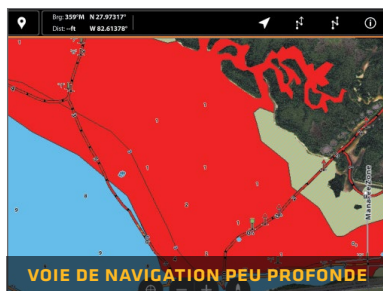 Brg: 359°M N 27.97317°
Dist: --ft W 82.61378°
VOIE DE NAVIGATION PEU PROFONDE